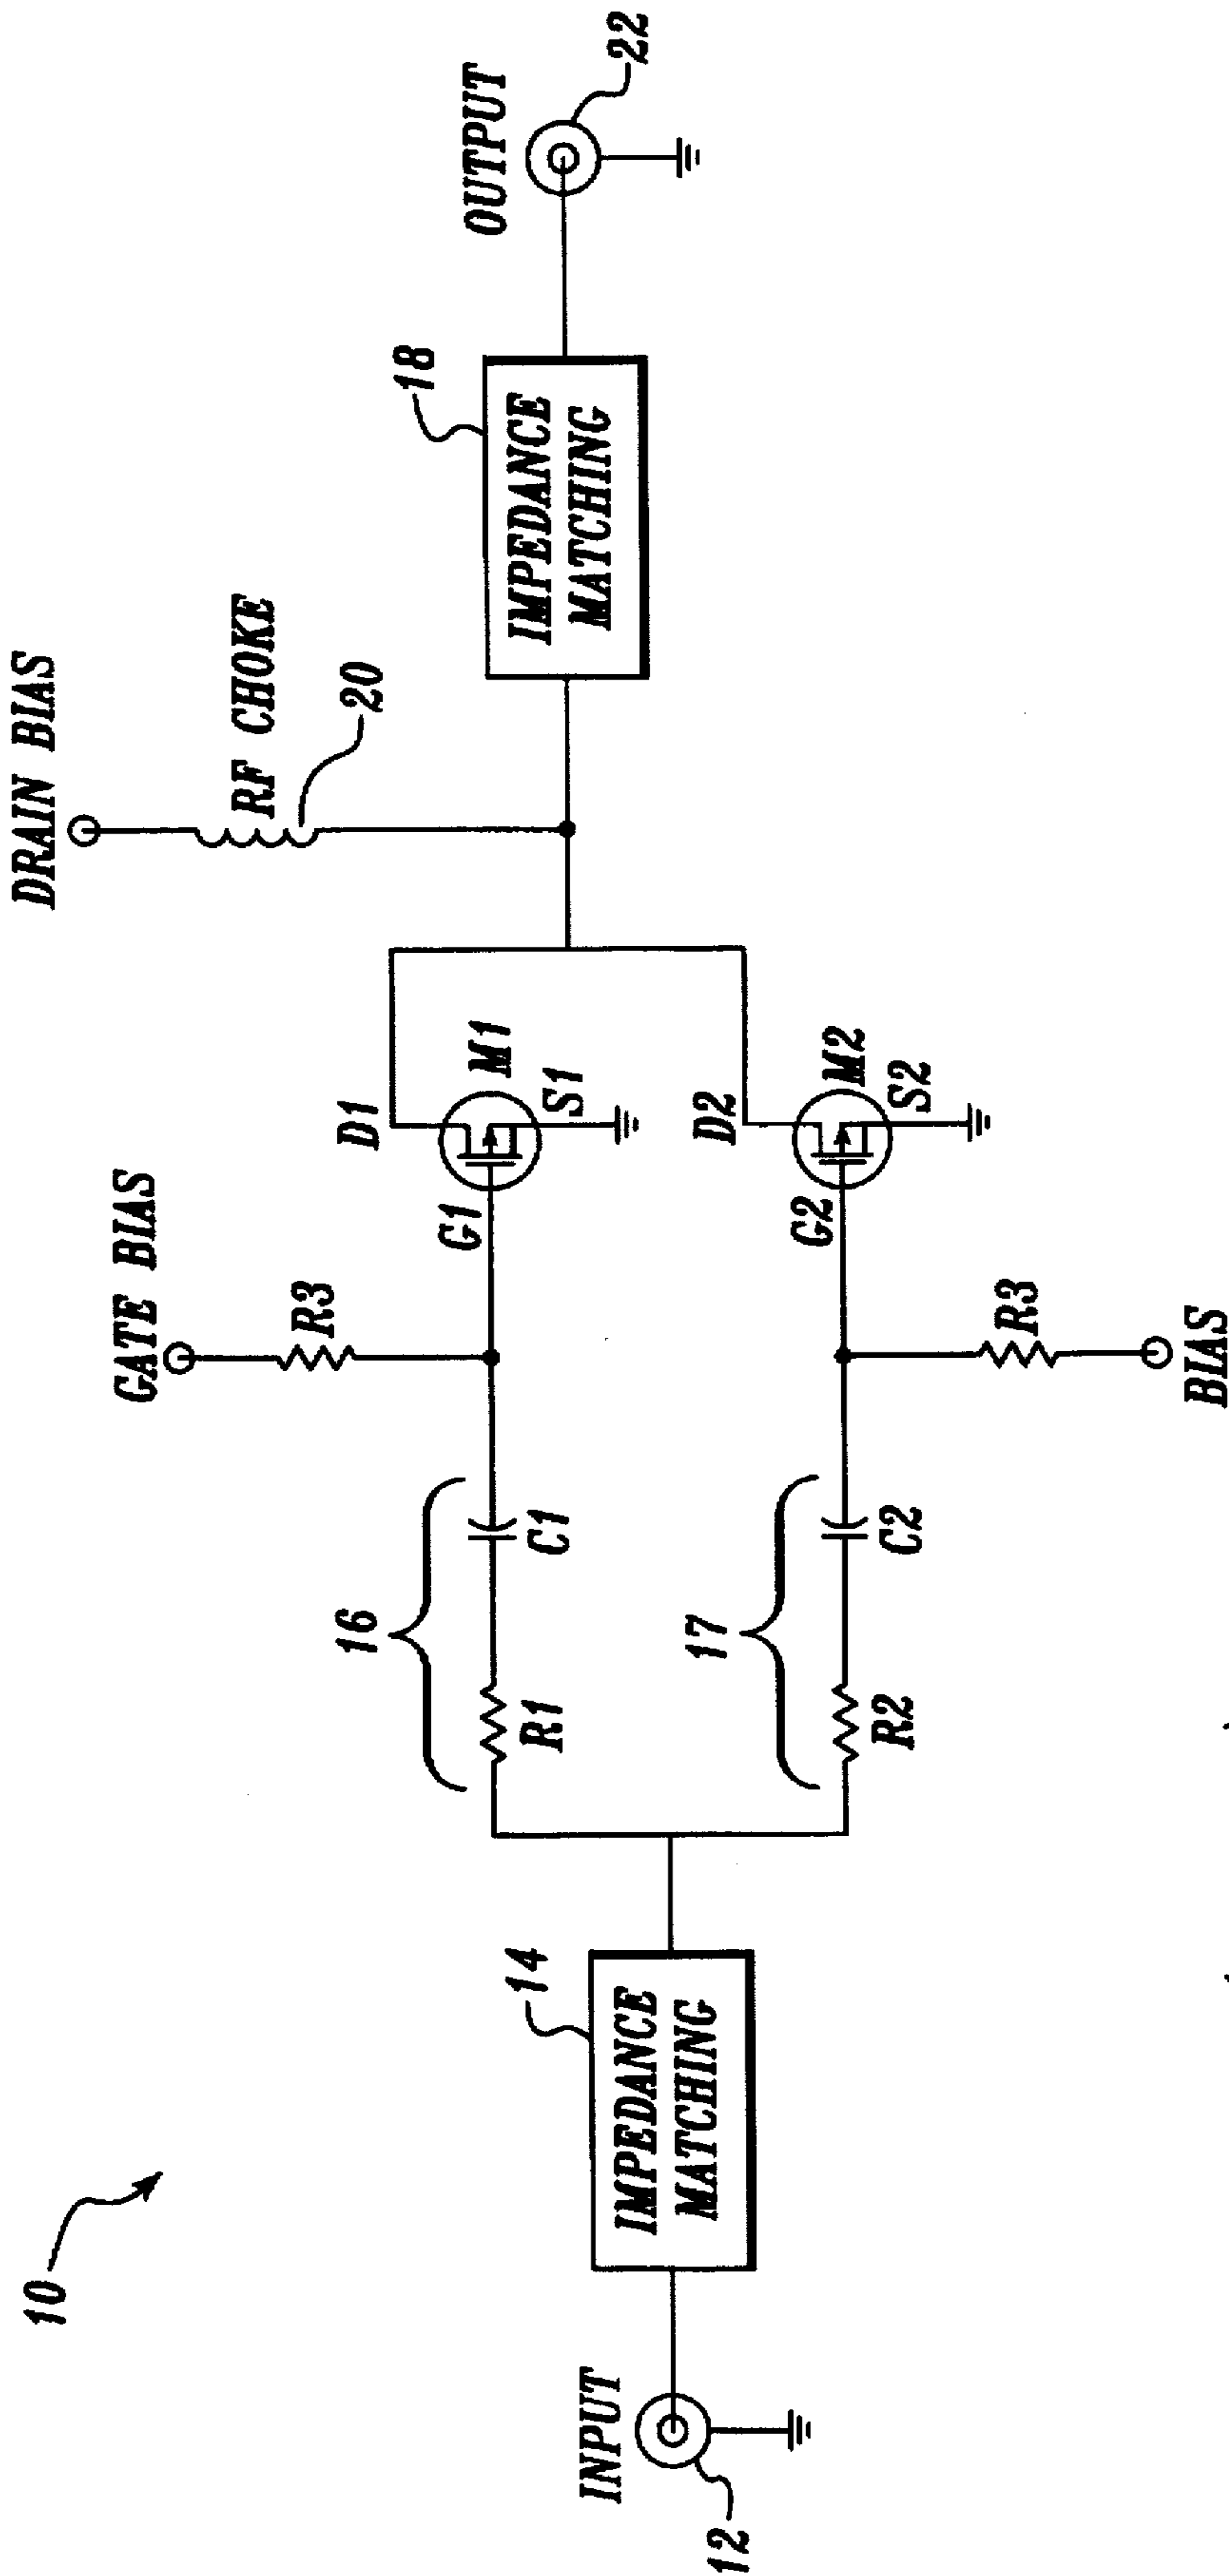 10
DRAIN BIAS
RF CHOKE
20
GATE BIAS
R3
16
R1
C1
G1
D1
M1
S1
18
IMPEDANCE
MATCHING
OUTPUT
22
INPUT
12
14
IMPEDANCE
MATCHING
17
R2
C2
G2
D2
M2
S2
R3
BIAS